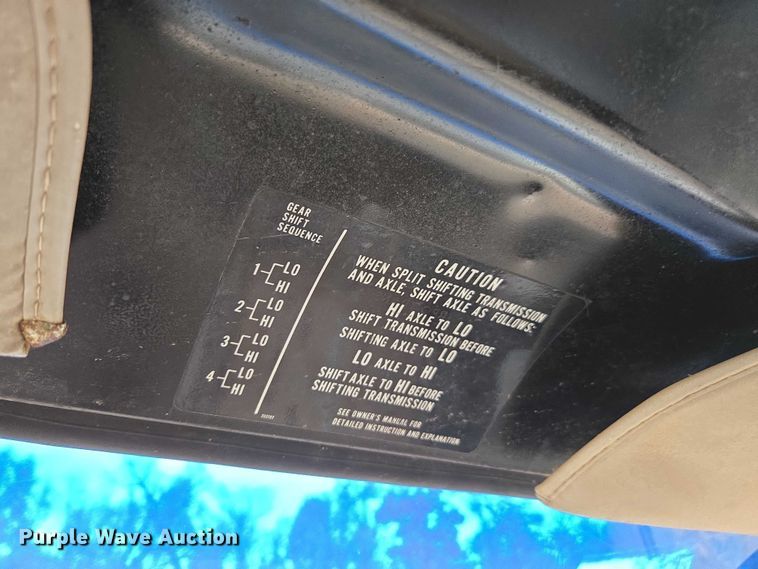 GEAR
SHIFT
SEQUENCE
1 LO
HI
2 LO
HI
3 LO
HI
4 LO
HI
CAUTION
WHEN SPLIT SHIFTING TRANSMISSION
AND AXLE, SHIFT AXLE AS FOLLOWS:
HI AXLE TO LO
SHIFT TRANSMISSION BEFORE
SHIFTING AXLE TO LO
LO AXLE TO HI
SHIFT AXLE TO HI BEFORE
SHIFTING TRANSMISSION
SEE OWNER'S MANUAL FOR
DETAILED INSTRUCTION AND EXPLANATION
Purple Wave Auction